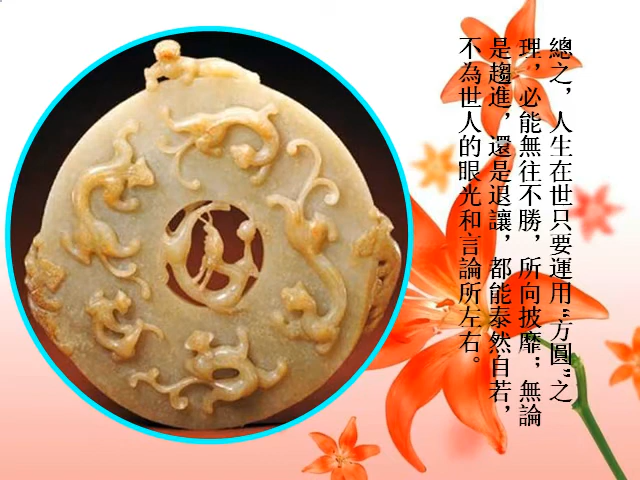 總之，人生在世只要運用“方圓”之
理，必能無往不勝，所向披靡；無論
是趨進，還是退讓，都能泰然自若，
不為世人的眼光和言論所左右。